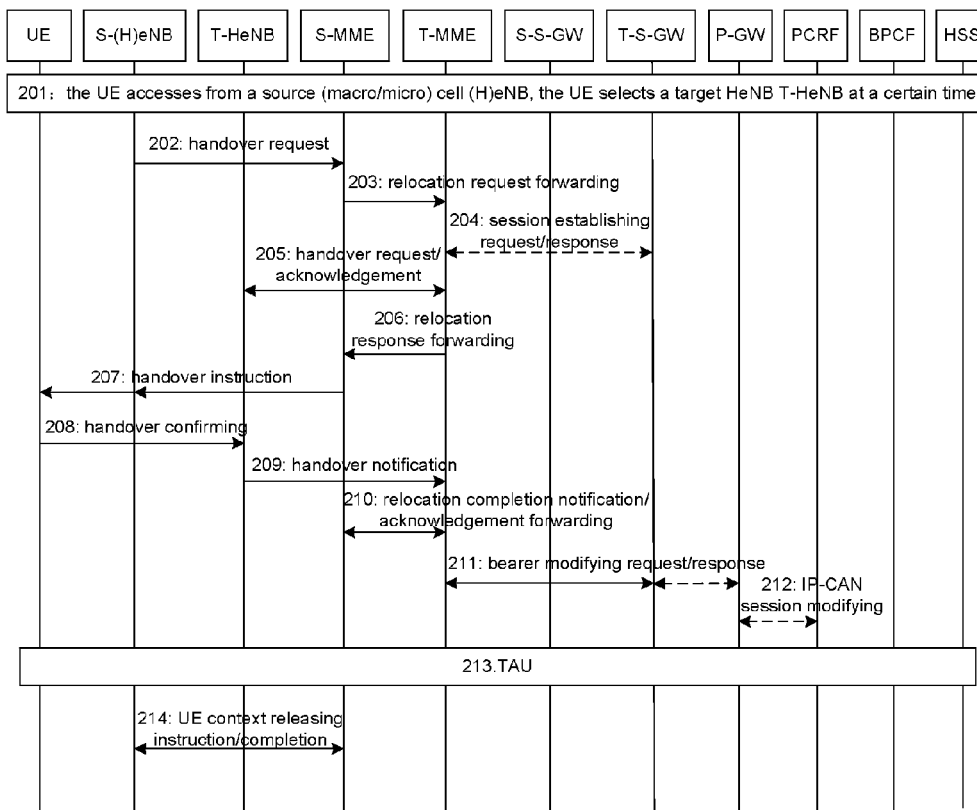 UE S-(H)eNB T-HeNB S-MME T-MME S-S-GW T-S-GW P-GW PCRF BPCF HSS
201: the UE accesses from a source (macro/micro) cell (H)eNB, the UE selects a target HeNB T-HeNB at a certain time
202: handover request
203: relocation request forwarding
204: session establishing
request/response
205: handover request/
acknowledgement
206: relocation
response forwarding
207: handover instruction
208: handover confirming
209: handover notification
210: relocation completion notification/
acknowledgement forwarding
211: bearer modifying request/response
212: IP-CAN
session modifying
213.TAU
214: UE context releasing
instruction/completion